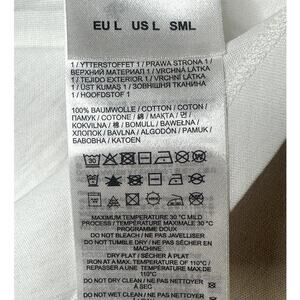 EU L US L SML
1 / YTTERSTOFFET 1 / PRAWA STRONA 1 /
ВЕРХНИЙ МАТЕРИАЛ 1 / VRCHNÁ LÁTKA
1 / TEJIDO EXTERIOR 1 / VRCHNÍ LÁTKA
1 / ÜST KUMAŞ 1 / ЗОВНІШНЯ ТКАНИНА
1 / HOOFDSTOF 1
100% BAUMWOLLE / COTTON / COTON /
ПАМУК / COTONE / 綿 / МАҚТА /
KOKVILNA / 棉 / BOMULL / BAWEŁNA /
ХЛОПОК / BAVLNA / ALGODÓN / PAMUK /
БАВОВНА / KATOEN
30
MAXIMUM TEMPERATURE 30 °C MILD
PROCESS / TEMPÉRATURE MAXIMALE 30 °C
PROGRAMME DOUX
DO NOT BLEACH / NE PAS JAVELLISER
DO NOT TUMBLE DRY / NE PAS SÉCHER EN
MACHINE
DRY FLAT / SÉCHER À PLAT
IRON AT A MAX. TEMPERATURE OF 110°C /
REPASSER A UNE TEMPERATURE MAX DE
110°C
DO NOT DRY CLEAN / NE PAS NETTOYER
À SEC
DO NOT WET CLEAN / NE PAS NETTOYER